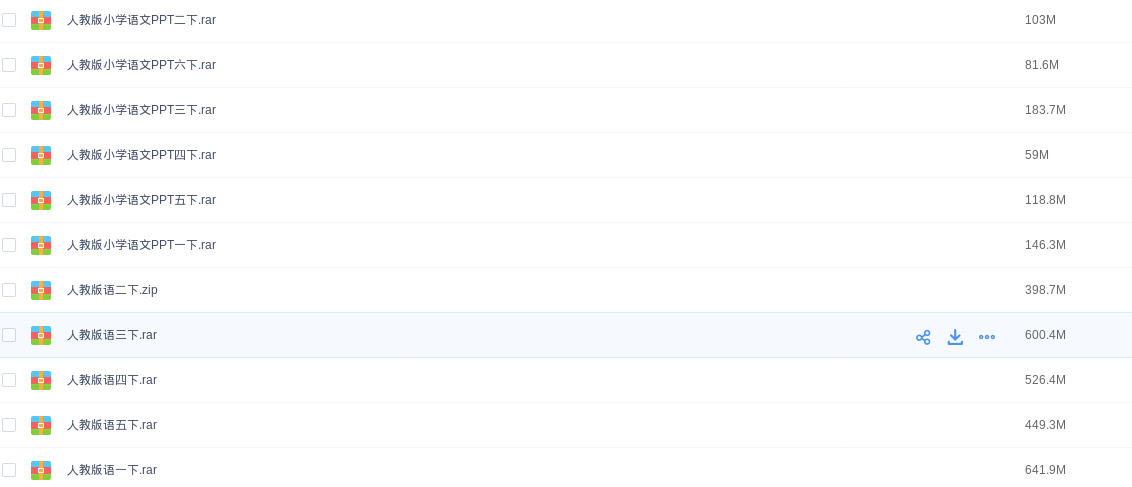 人教版小学语文PPT二下.rar 103M
人教版小学语文PPT六下.rar 81.6M
人教版小学语文PPT三下.rar 183.7M
人教版小学语文PPT四下.rar 59M
人教版小学语文PPT五下.rar 118.8M
人教版小学语文PPT一下.rar 146.3M
人教版语二下.zip 398.7M
人教版语三下.rar 600.4M
人教版语四下.rar 526.4M
人教版语五下.rar 449.3M
人教版语一下.rar 641.9M